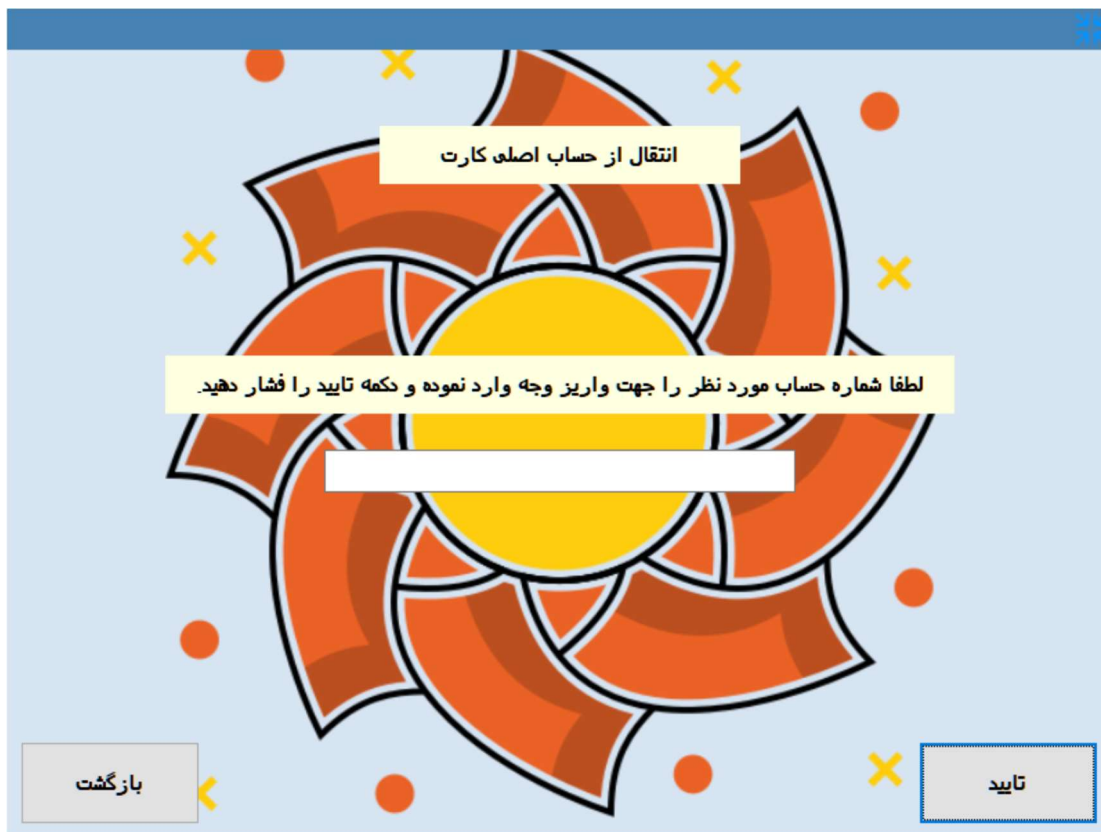 انتقال از حساب اصلی کارت
لطفا شماره حساب مورد نظر را جهت واریز وجه وارد نموده و دکمه تایید را فشار دهید.
تایید
بازگشت